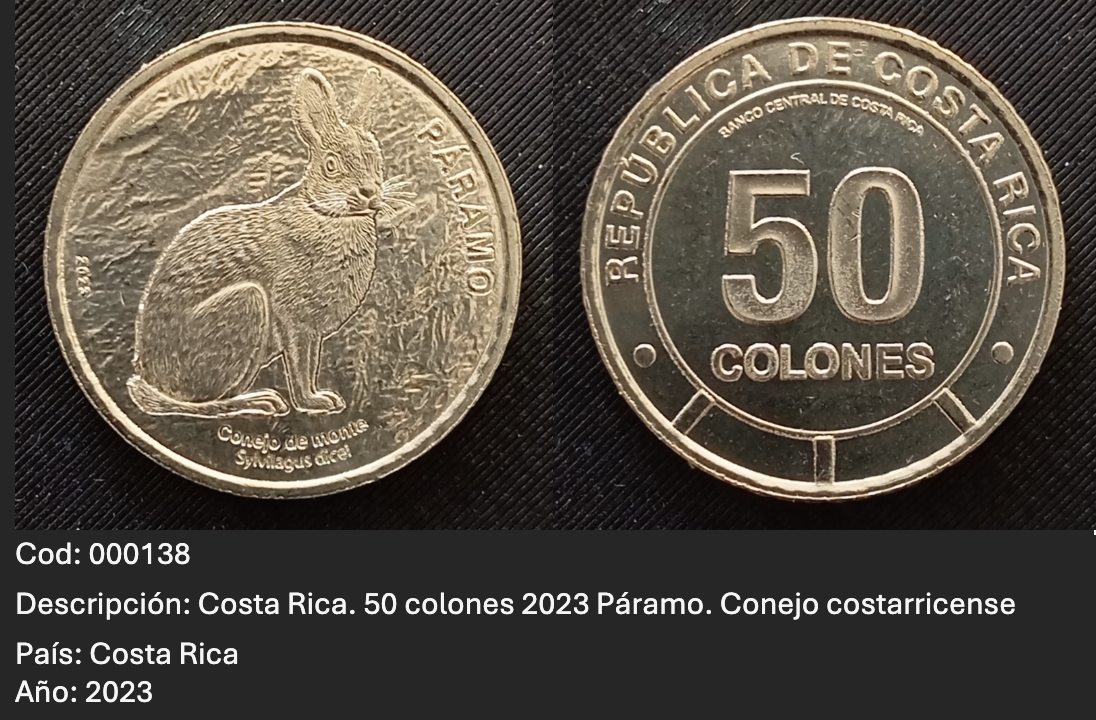 PÁRAMO
2023
Conejo de monte
Sylvilagus dicei
REPÚBLICA DE COSTA RICA
BANCO CENTRAL DE COSTA RICA
50
COLONES
Cod: 000138
Descripción: Costa Rica. 50 colones 2023 Páramo. Conejo costarricense
País: Costa Rica
Año: 2023